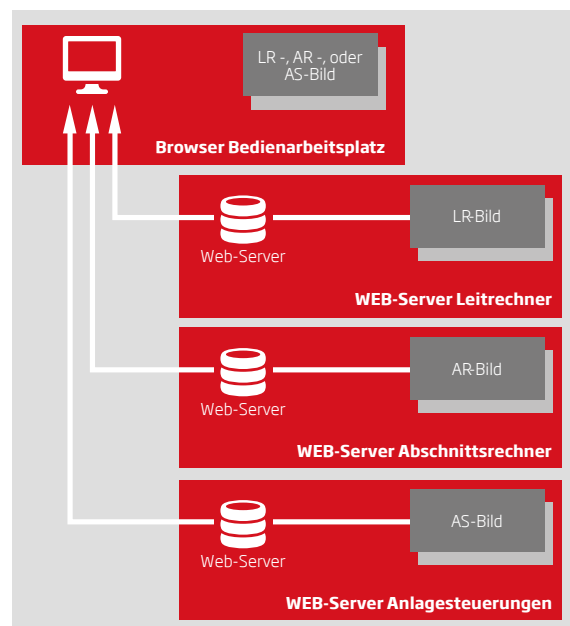 LR -, AR -, oder
AS-Bild
Browser Bedienarbeitsplatz
LR-Bild
Web-Server
WEB-Server Leitrechner
AR-Bild
Web-Server
WEB-Server Abschnittsrechner
AS-Bild
Web-Server
WEB-Server Anlagesteuerungen